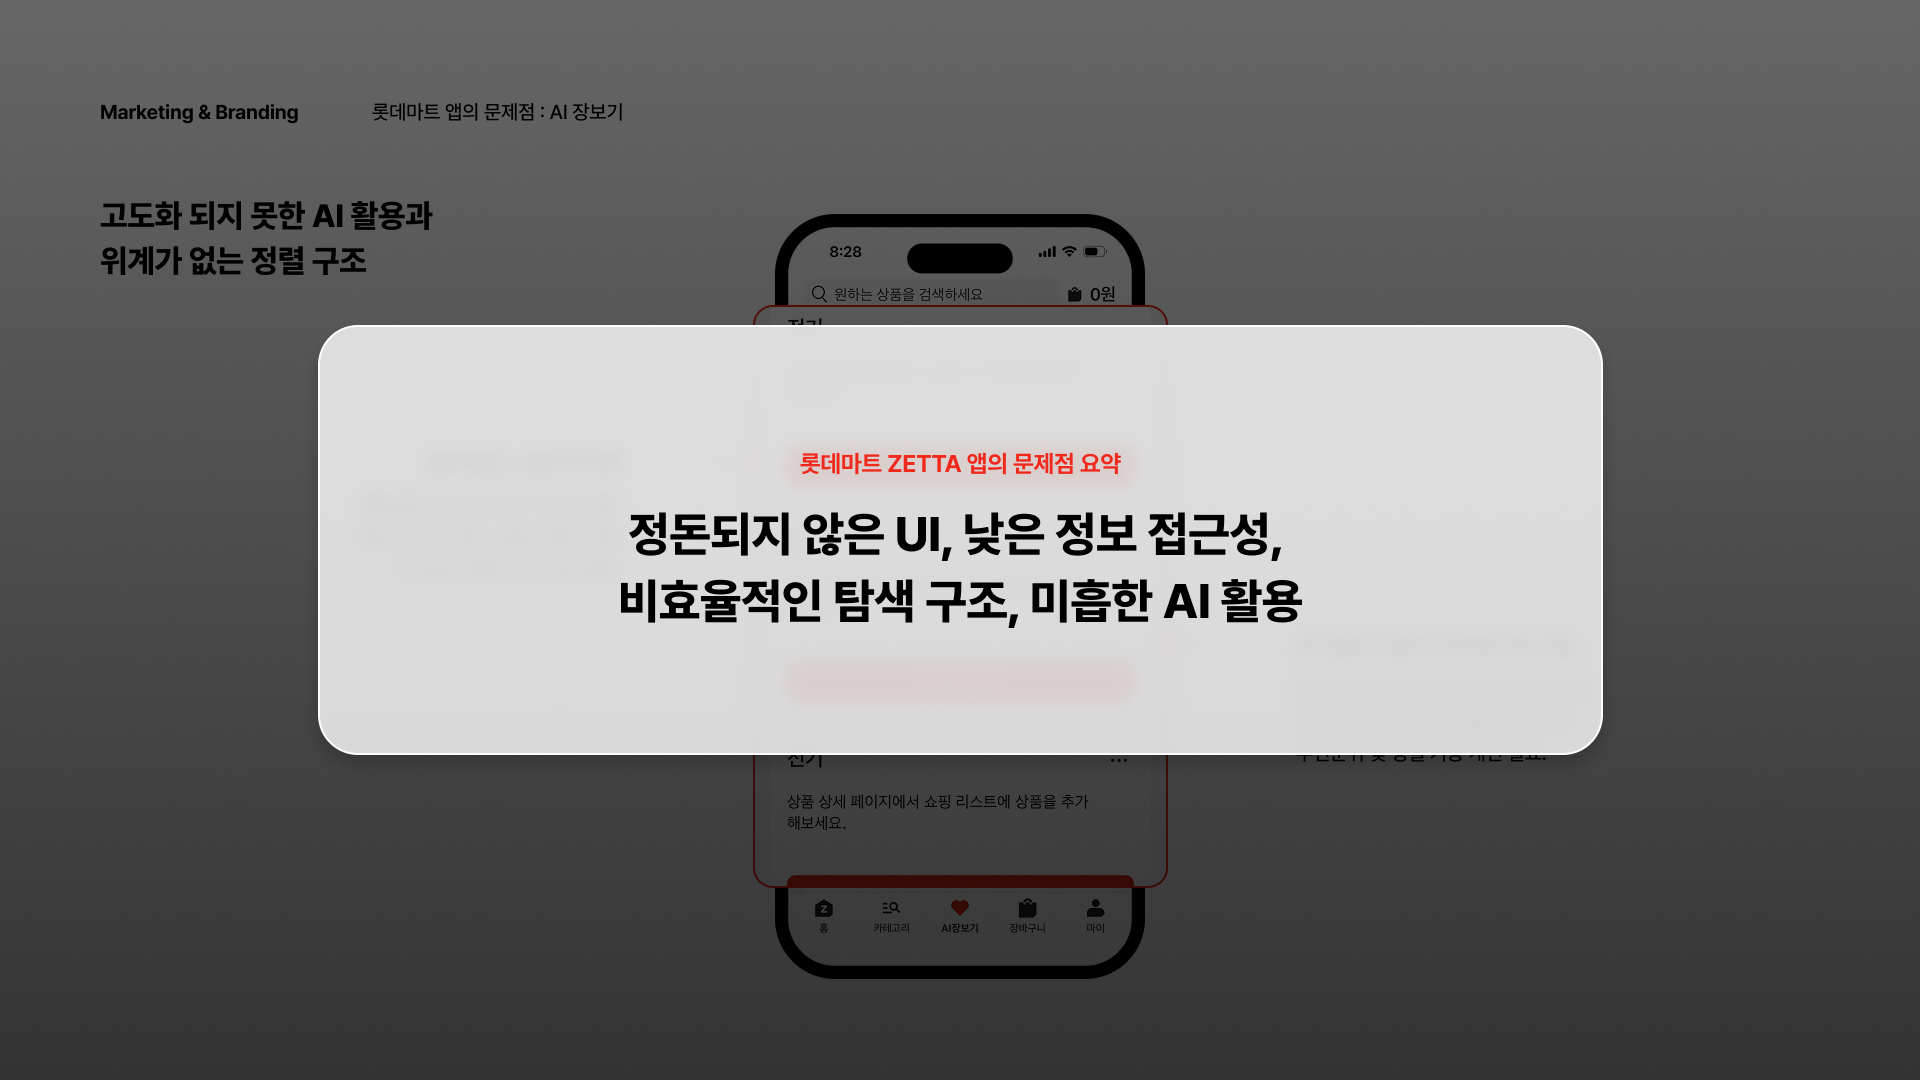 Marketing & Branding
롯데마트 앱의 문제점 : AI 장보기
고도화 되지 못한 AI 활용과
위계가 없는 정렬 구조
8:28
원하는 상품을 검색하세요
0원
롯데마트 ZETTA 앱의 문제점 요약
정돈되지 않은 UI, 낮은 정보 접근성,
비효율적인 탐색 구조, 미흡한 AI 활용
상품 상세 페이지에서 쇼핑 리스트에 상품을 추가
해보세요.
홈
카테고리
AI장보기
장바구니
마이